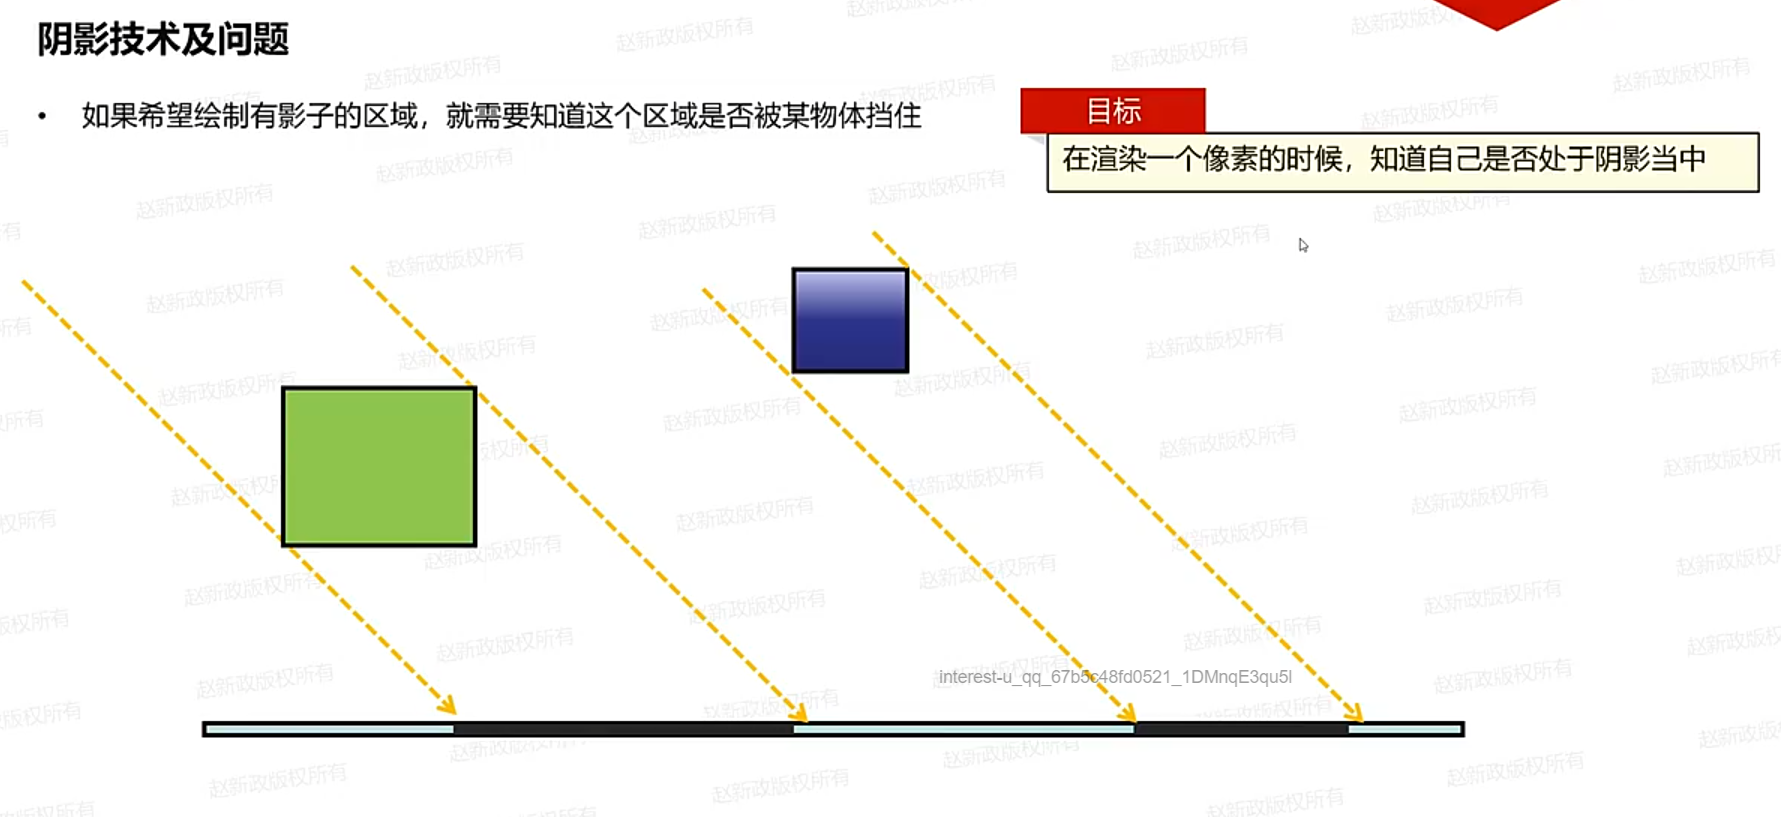 阴影技术及问题
• 如果希望绘制有影子的区域，就需要知道这个区域是否被某物体挡住
目标
在渲染一个像素的时候，知道自己是否处于阴影当中
interest-u_qq_67b5c48fd0521_1DMnqE3qu5l
赵新政版权所有